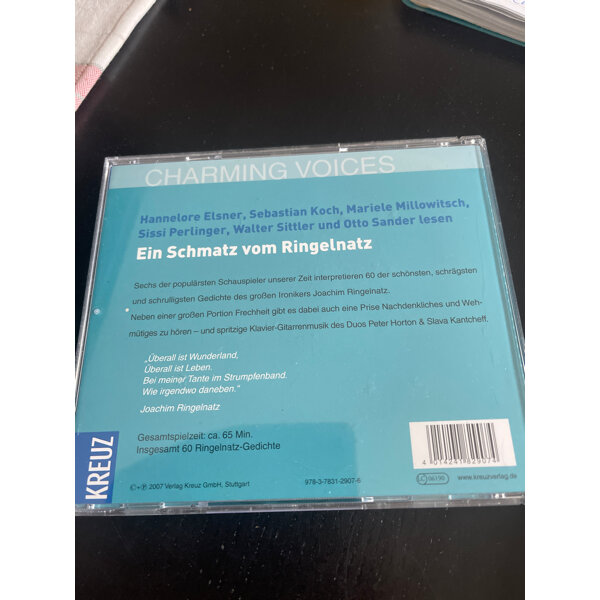 CHARMING VOICES
Hannelore Elsner, Sebastian Koch, Mariele Millowitsch,
Sissi Perlinger, Walter Sittler und Otto Sander lesen
Ein Schmatz vom Ringelnatz
Sechs der populärsten Schauspieler unserer Zeit interpretieren 60 der schönsten, schrägsten
und schrulligsten Gedichte des großen Ironikers Joachim Ringelnatz.
Neben einer großen Portion Frechheit gibt es dabei auch eine Prise Nachdenkliches und Weh-
mütiges zu hören – und spritzige Klavier-Gitarrenmusik des Duos Peter Horton & Slava Kantcheff.
„Überall ist Wunderland,
Überall ist Leben.
Bei meiner Tante im Strumpfenband.
Wie irgendwo daneben.“
Joachim Ringelnatz
Gesamtspielzeit: ca. 65 Min.
Insgesamt 60 Ringelnatz-Gedichte
KREUZ
©+℗ 2007 Verlag Kreuz GmbH, Stuttgart
978-3-7831-2907-6
4 014241 829074
LC 06190
www.kreuzverlag.de